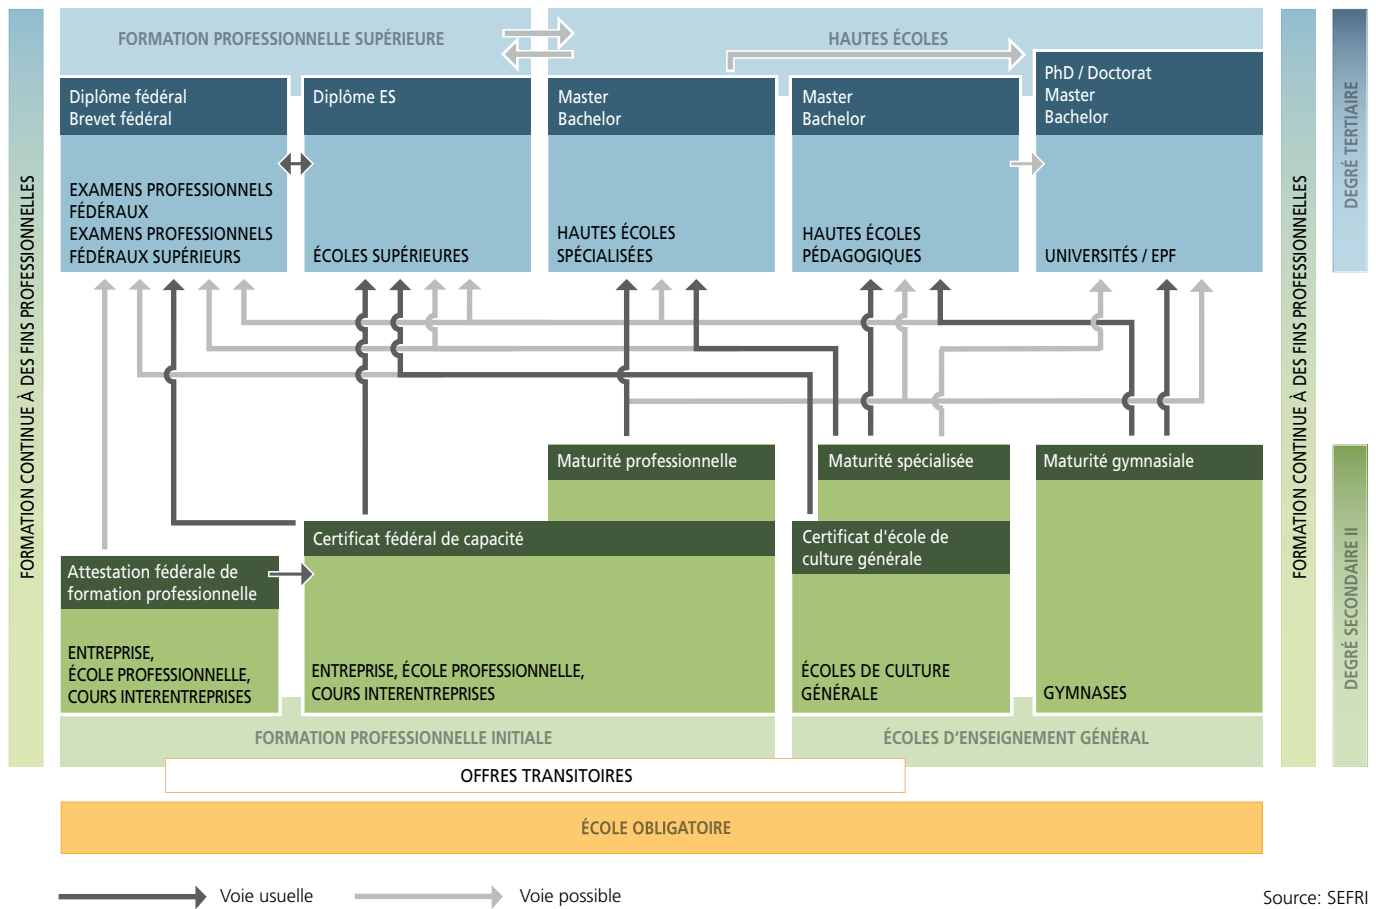 FORMATION CONTINUE À DES FINS PROFESSIONNELLES
FORMATION PROFESSIONNELLE SUPÉRIEURE
HAUTES ÉCOLES
Diplôme fédéral
Brevet fédéral
EXAMENS PROFESSIONNELS
FÉDÉRAUX
EXAMENS PROFESSIONNELS
FÉDÉRAUX SUPÉRIEURS
Diplôme ES
ÉCOLES SUPÉRIEURES
Master
Bachelor
HAUTES ÉCOLES
SPÉCIALISÉES
Master
Bachelor
HAUTES ÉCOLES
PÉDAGOGIQUES
PhD / Doctorat
Master
Bachelor
UNIVERSITÉS / EPF
FORMATION CONTINUE À DES FINS PROFESSIONNELLES
DEGRÉ TERTIAIRE
Maturité professionnelle
Maturité spécialisée
Maturité gymnasiale
Certificat fédéral de capacité
Certificat d'école de
culture générale
Attestation fédérale de
formation professionnelle
ENTREPRISE,
ÉCOLE PROFESSIONNELLE,
COURS INTERENTREPRISES
ENTREPRISE, ÉCOLE PROFESSIONNELLE,
COURS INTERENTREPRISES
ÉCOLES DE CULTURE
GÉNÉRALE
GYMNASES
DEGRÉ SECONDAIRE II
FORMATION PROFESSIONNELLE INITIALE
ÉCOLES D'ENSEIGNEMENT GÉNÉRAL
OFFRES TRANSITOIRES
ÉCOLE OBLIGATOIRE
Voie usuelle
Voie possible
Source: SEFRI